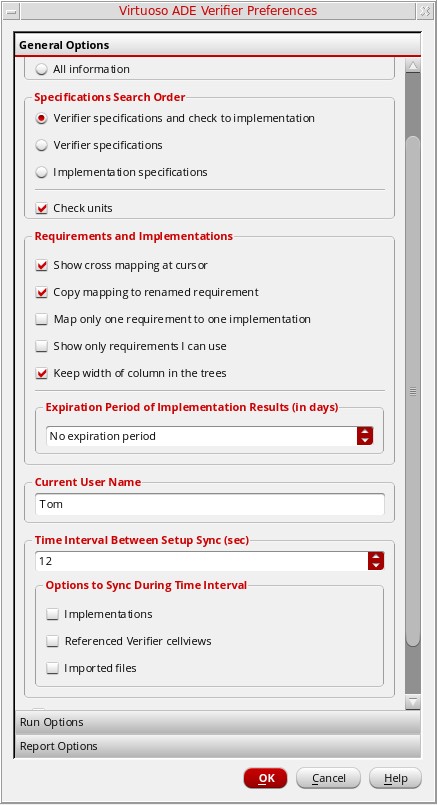 Virtuoso ADE Verifier Preferences
General Options
All information
Specifications Search Order
Verifier specifications and check to implementation
Verifier specifications
Implementation specifications
Check units
Requirements and Implementations
Show cross mapping at cursor
Copy mapping to renamed requirement
Map only one requirement to one implementation
Show only requirements I can use
Keep width of column in the trees
Expiration Period of Implementation Results (in days)
No expiration period
Current User Name
Tom
Time Interval Between Setup Sync (sec)
12
Options to Sync During Time Interval
Implementations
Referenced Verifier cellviews
Imported files
Run Options
Report Options
OK Cancel Help